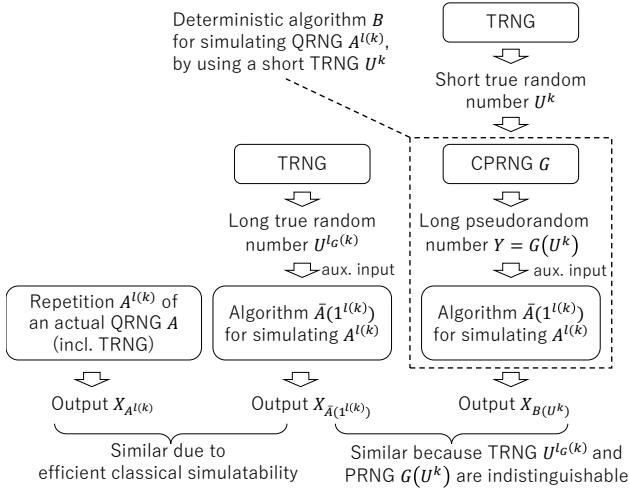 Deterministic algorithm B
for simulating QRNG A^{l(k)},
by using a short TRNG U^k
TRNG
Short true random
number U^k
TRNG
CPRNG G
Long true random
number U^{l_G(k)}
Long pseudorandom
number Y = G(U^k)
aux. input
aux. input
Repetition A^{l(k)} of
an actual QRNG A
(incl. TRNG)
Algorithm Ā(1^{l(k)})
for simulating A^{l(k)}
Algorithm Ā(1^{l(k)})
for simulating A^{l(k)}
Output X_{A^{l(k)}}
Output X_{Ā(1^{l(k)})}
Output X_{B(U^k)}
Similar due to
efficient classical simulatability
Similar because TRNG U^{l_G(k)} and
PRNG G(U^k) are indistinguishable